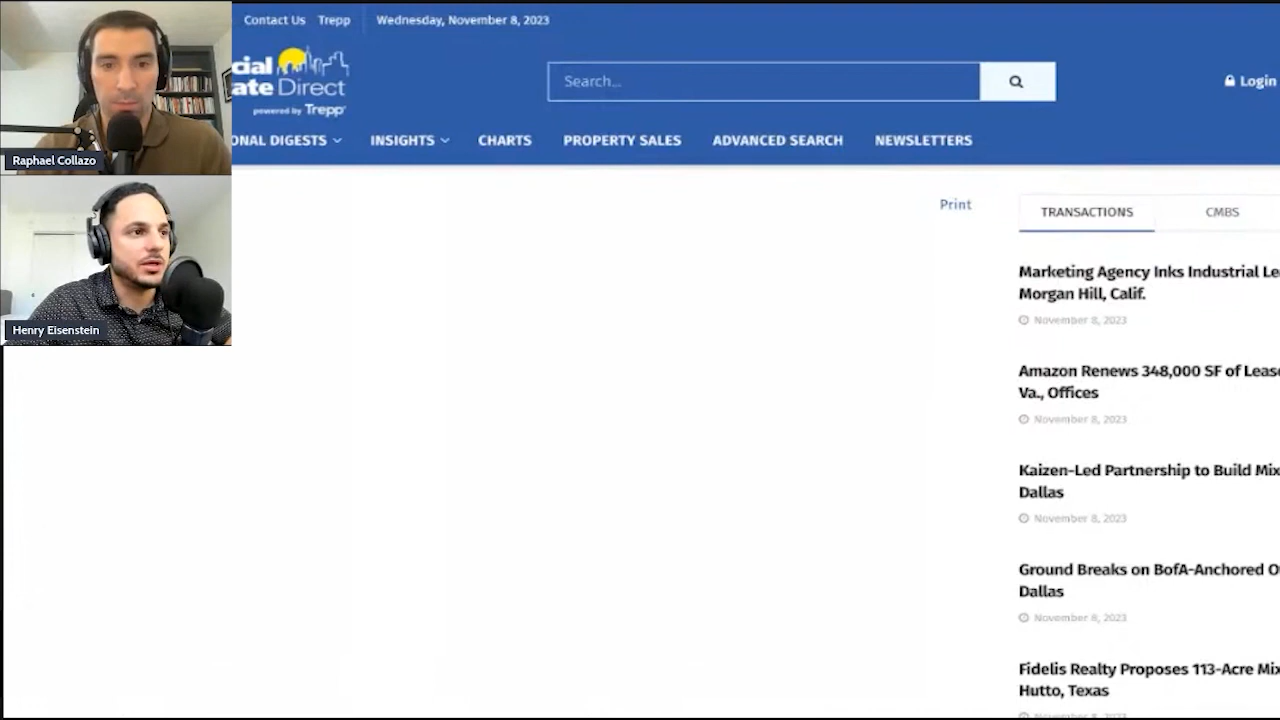 Contact Us Trepp Wednesday, November 8, 2023
cial
ate Direct
powered by Trepp
Search...
Login
ONAL DIGESTS INSIGHTS CHARTS PROPERTY SALES ADVANCED SEARCH NEWSLETTERS
Raphael Collazo
Henry Eisenstein
Print
TRANSACTIONS CMBS
Marketing Agency Inks Industrial Le
Morgan Hill, Calif.
November 8, 2023
Amazon Renews 348,000 SF of Lease
Va., Offices
November 8, 2023
Kaizen-Led Partnership to Build Mix
Dallas
November 8, 2023
Ground Breaks on BofA-Anchored O
Dallas
November 8, 2023
Fidelis Realty Proposes 113-Acre Mix
Hutto, Texas
November 8, 2023